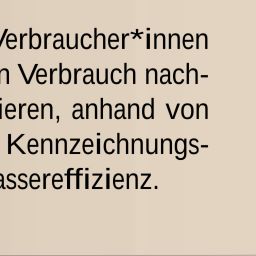 Verbraucher*innen
n Verbrauch nach-
ieren, anhand von
Kennzeichnungs-
assereffizienz.